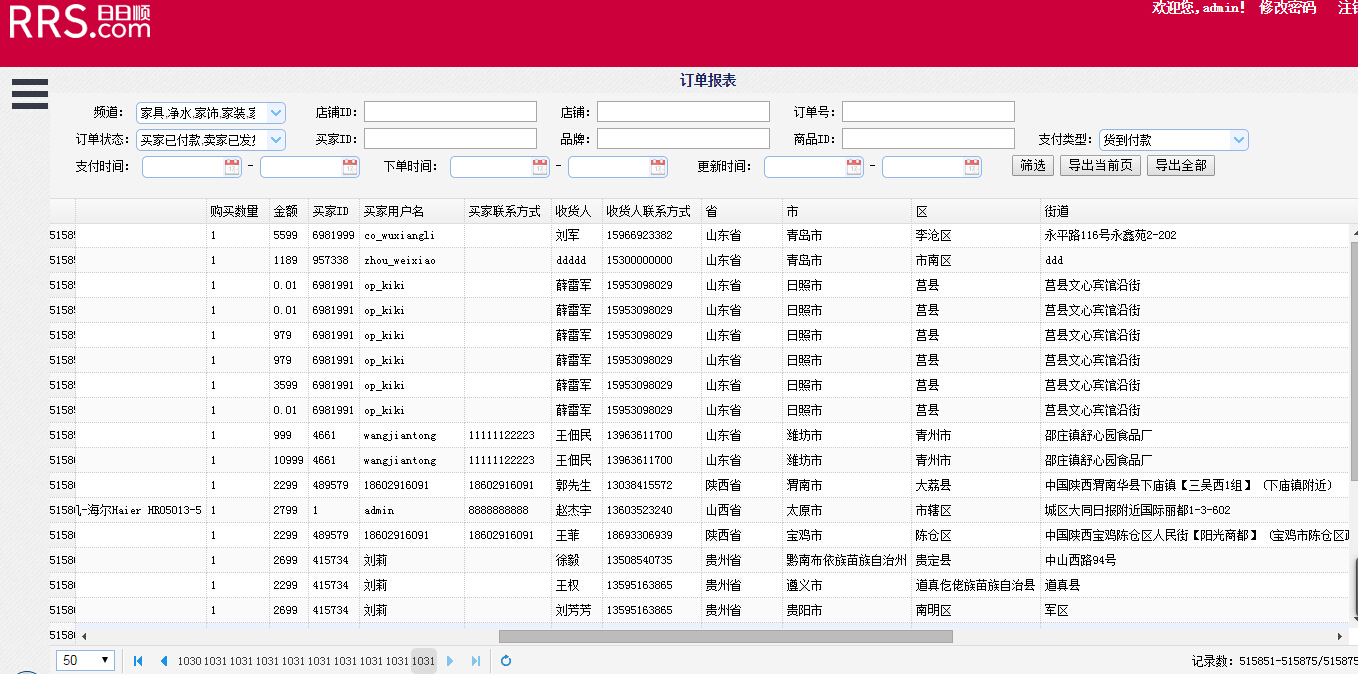 RRS.com 日日顺
欢迎您,admin! 修改密码
订单报表
频道: 家具,净水,家饰,家装, 店铺ID: 店铺: 订单号:
订单状态: 买家已付款,卖家已发 买家ID: 品牌: 商品ID: 支付类型: 货到付款
支付时间: - 下单时间: - 更新时间: - 筛选 导出当前页 导出全部
购买数量 金额 买家ID 买家用户名 买家联系方式 收货人 收货人联系方式 省 市 区 街道
5158 1 5599 6981999 co_wuxiangli 刘军 15966923382 山东省 青岛市 李沧区 永平路116号永鑫苑2-202
5158 1 1189 957338 zhou_weixiao ddddd 15300000000 山东省 青岛市 市南区 ddd
5158 1 0.01 6981991 op_kiki 薛雷军 15953098029 山东省 日照市 莒县 莒县文心宾馆沿街
5158 1 0.01 6981991 op_kiki 薛雷军 15953098029 山东省 日照市 莒县 莒县文心宾馆沿街
5158 1 979 6981991 op_kiki 薛雷军 15953098029 山东省 日照市 莒县 莒县文心宾馆沿街
5158 1 979 6981991 op_kiki 薛雷军 15953098029 山东省 日照市 莒县 莒县文心宾馆沿街
5158 1 3599 6981991 op_kiki 薛雷军 15953098029 山东省 日照市 莒县 莒县文心宾馆沿街
5158 1 0.01 6981991 op_kiki 薛雷军 15953098029 山东省 日照市 莒县 莒县文心宾馆沿街
5158 1 999 4661 wangjiantong 11111122223 王佃民 13963611700 山东省 潍坊市 青州市 邵庄镇舒心园食品厂
5158 1 10999 4661 wangjiantong 11111122223 王佃民 13963611700 山东省 潍坊市 青州市 邵庄镇舒心园食品厂
5158 1 2299 489579 18602916091 18602916091 郭先生 13038415572 陕西省 渭南市 大荔县 中国陕西渭南华县下庙镇【三吴西1组】（下庙镇附近）
5158 -海尔Haier HRO5013-5 1 2799 1 admin 8888888888 赵杰宇 13603523240 山西省 太原市 市辖区 城区大同日报附近国际丽都1-3-602
5158 1 2299 489579 18602916091 18602916091 王菲 18693306939 陕西省 宝鸡市 陈仓区 中国陕西宝鸡陈仓区人民街【阳光商都】（宝鸡市陈仓区
5158 1 2699 415734 刘莉 徐毅 13508540735 贵州省 黔南布依族苗族自治州 贵定县 中山西路94号
5158 1 2299 415734 刘莉 王权 13595163865 贵州省 遵义市 道真仡佬族苗族自治县 道真县
5158 1 2699 415734 刘莉 刘芳芳 13595163865 贵州省 贵阳市 南明区 军区
5158
50 1030 1031 1031 1031 1031 1031 1031 1031 1031 1031 记录数: 515851-515875/515875